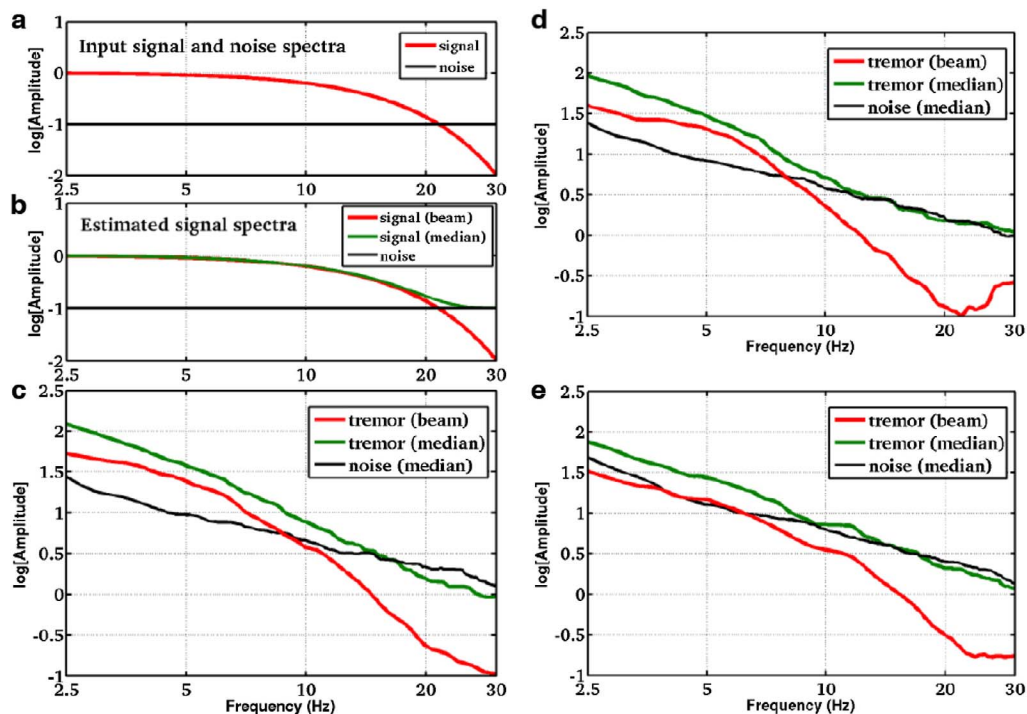 a
1
0
-1
-2
log[Amplitude]
Input signal and noise spectra
signal
noise
2.5
5
10
20
30
b
1
0
-1
-2
log[Amplitude]
Estimated signal spectra
signal (beam)
signal (median)
noise
2.5
5
10
20
30
c
2.5
2
1.5
1
0.5
0
-0.5
-1
log[Amplitude]
tremor (beam)
tremor (median)
noise (median)
2.5
5
10
20
30
Frequency (Hz)
d
2.5
2
1.5
1
0.5
0
-0.5
-1
log[Amplitude]
tremor (beam)
tremor (median)
noise (median)
2.5
5
10
20
30
Frequency (Hz)
e
2.5
2
1.5
1
0.5
0
-0.5
-1
log[Amplitude]
tremor (beam)
tremor (median)
noise (median)
2.5
5
10
20
30
Frequency (Hz)